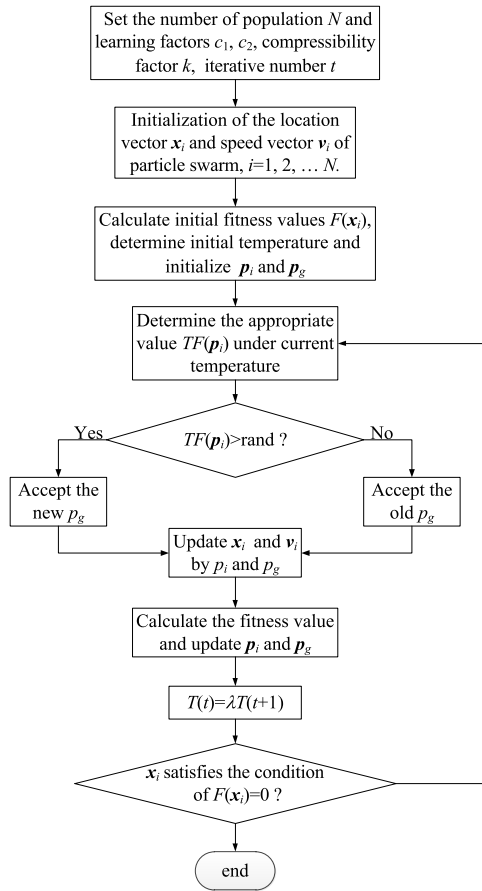 Set the number of population N and
learning factors c1, c2, compressibility
factor k, iterative number t
Initialization of the location
vector xi and speed vector vi of
particle swarm, i=1, 2, … N.
Calculate initial fitness values F(xi),
determine initial temperature and
initialize pi and pg
Determine the appropriate
value TF(pi) under current
temperature
Yes
TF(pi)>rand ?
No
Accept the
new pg
Accept the
old pg
Update xi and vi
by pi and pg
Calculate the fitness value
and update pi and pg
T(t)=λT(t+1)
xi satisfies the condition
of F(xi)=0 ?
end